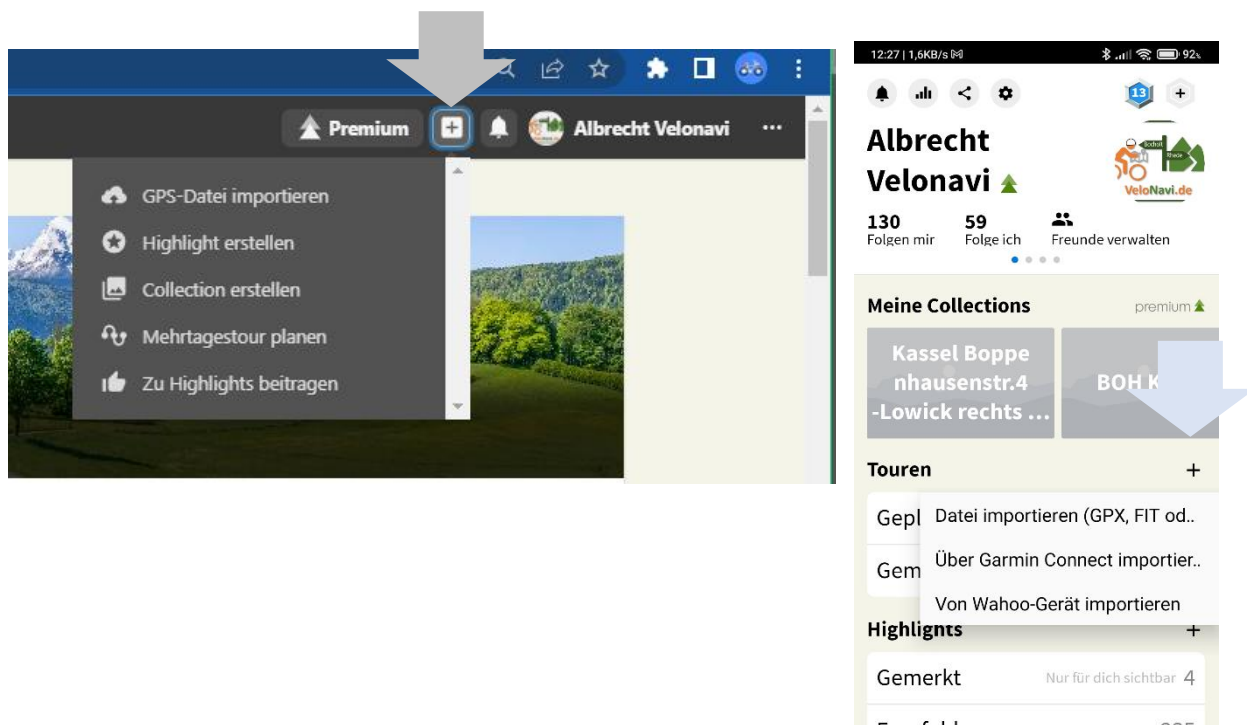 Premium
Albrecht Velonavi
GPS-Datei importieren
Highlight erstellen
Collection erstellen
Mehrtagestour planen
Zu Highlights beitragen
12:27 | 1,6KB/s
92%
13
Albrecht
Velonavi
Bocholt
Rhede
VeloNavi.de
130
59
Folgen mir
Folge ich
Freunde verwalten
Meine Collections
premium
Kassel Boppe
nhausenstr.4
-Lowick rechts ...
BOH K
Touren +
Gepl
Datei importieren (GPX, FIT od..
Gem
Über Garmin Connect importier..
Von Wahoo-Gerät importieren
Highlights +
Gemerkt
Nur für dich sichtbar 4